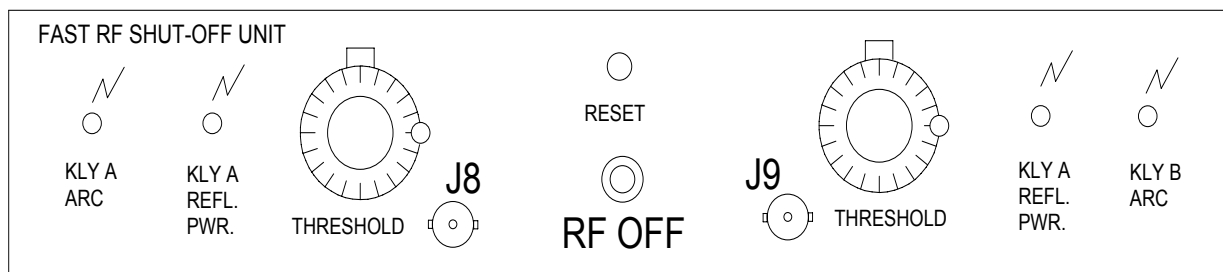 FAST RF SHUT-OFF UNIT
KLY A
ARC
KLY A
REFL.
PWR.
THRESHOLD
J8
RESET
RF OFF
J9
THRESHOLD
KLY A
REFL.
PWR.
KLY B
ARC